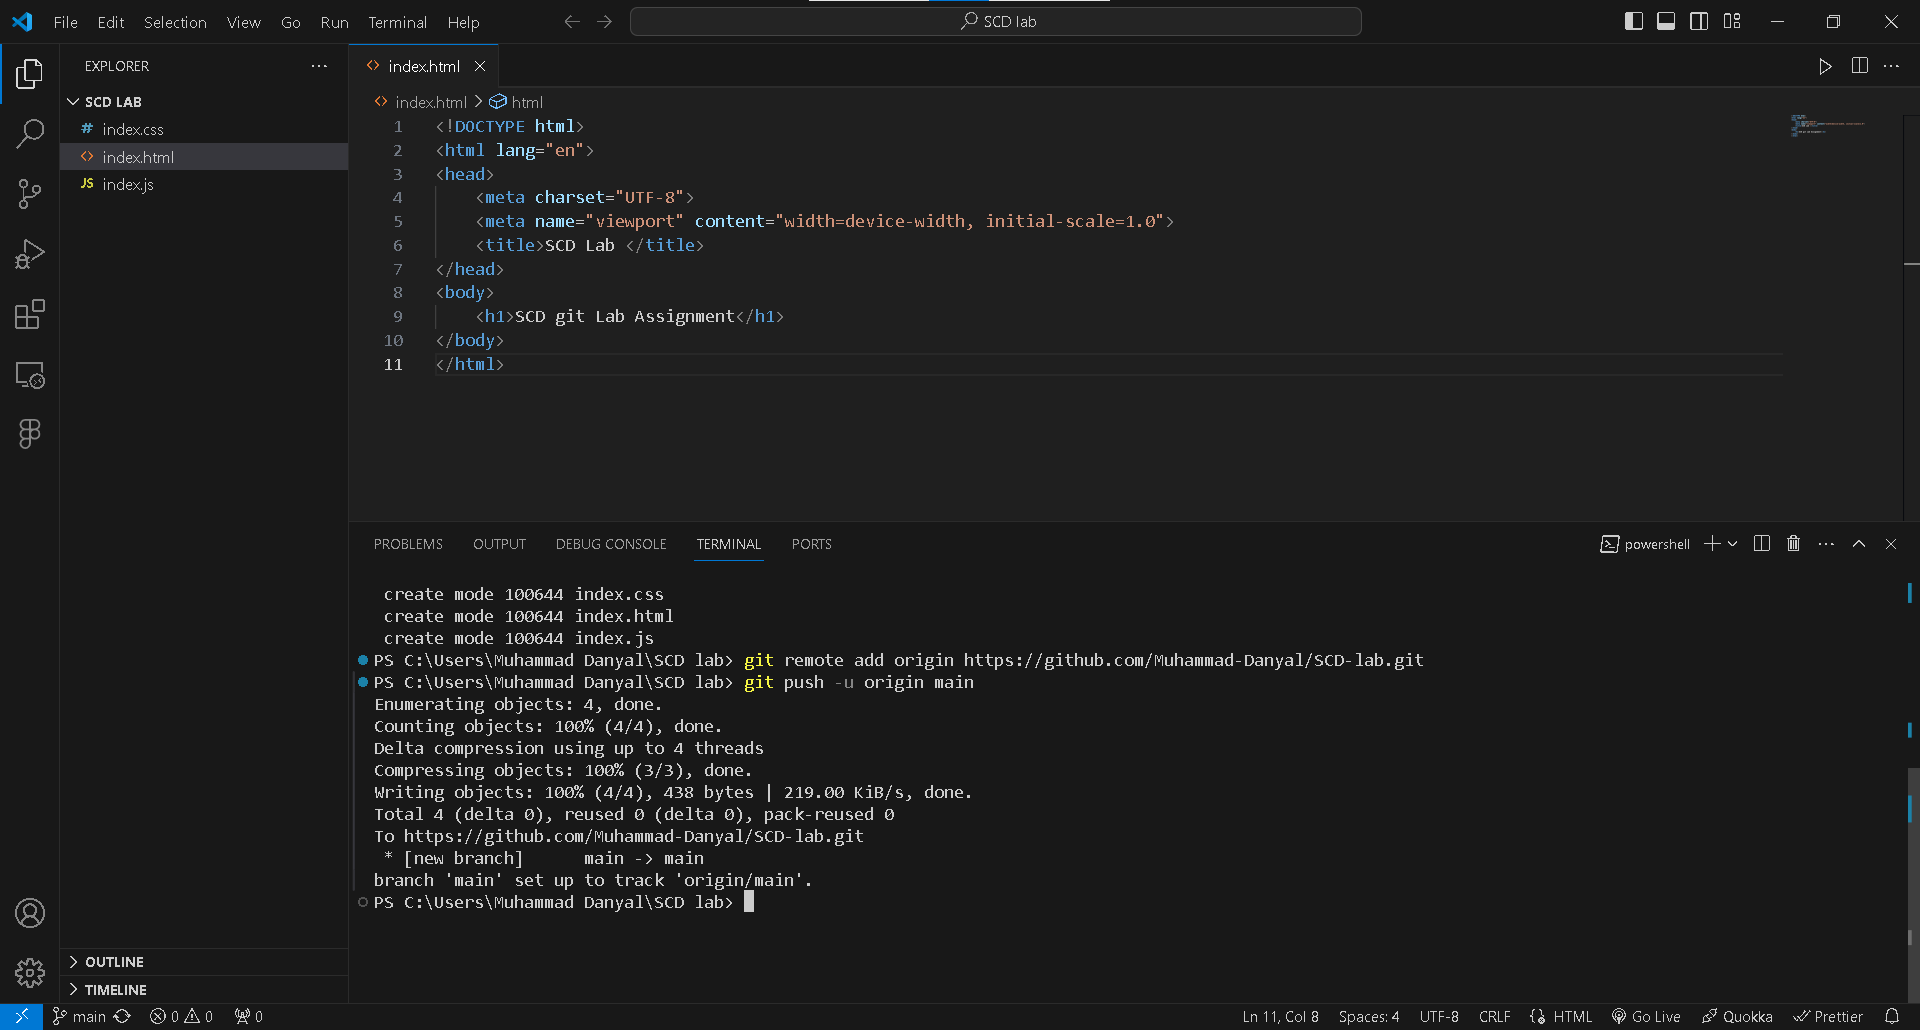 File Edit Selection View Go Run Terminal Help
SCD lab
EXPLORER
SCD LAB
# index.css
<> index.html
JS index.js
OUTLINE
TIMELINE
<> index.html
<> index.html > html
1 <!DOCTYPE html>
2 <html lang="en">
3 <head>
4     <meta charset="UTF-8">
5     <meta name="viewport" content="width=device-width, initial-scale=1.0">
6     <title>SCD Lab </title>
7 </head>
8 <body>
9     <h1>SCD git Lab Assignment</h1>
10 </body>
11 </html>
PROBLEMS OUTPUT DEBUG CONSOLE TERMINAL PORTS
powershell
create mode 100644 index.css
create mode 100644 index.html
create mode 100644 index.js
PS C:\Users\Muhammad Danyal\SCD lab> git remote add origin https://github.com/Muhammad-Danyal/SCD-lab.git
PS C:\Users\Muhammad Danyal\SCD lab> git push -u origin main
Enumerating objects: 4, done.
Counting objects: 100% (4/4), done.
Delta compression using up to 4 threads
Compressing objects: 100% (3/3), done.
Writing objects: 100% (4/4), 438 bytes | 219.00 KiB/s, done.
Total 4 (delta 0), reused 0 (delta 0), pack-reused 0
To https://github.com/Muhammad-Danyal/SCD-lab.git
 * [new branch]      main -> main
branch 'main' set up to track 'origin/main'.
PS C:\Users\Muhammad Danyal\SCD lab>
main 0 0 0 Ln 11, Col 8 Spaces: 4 UTF-8 CRLF HTML Go Live Quokka Prettier